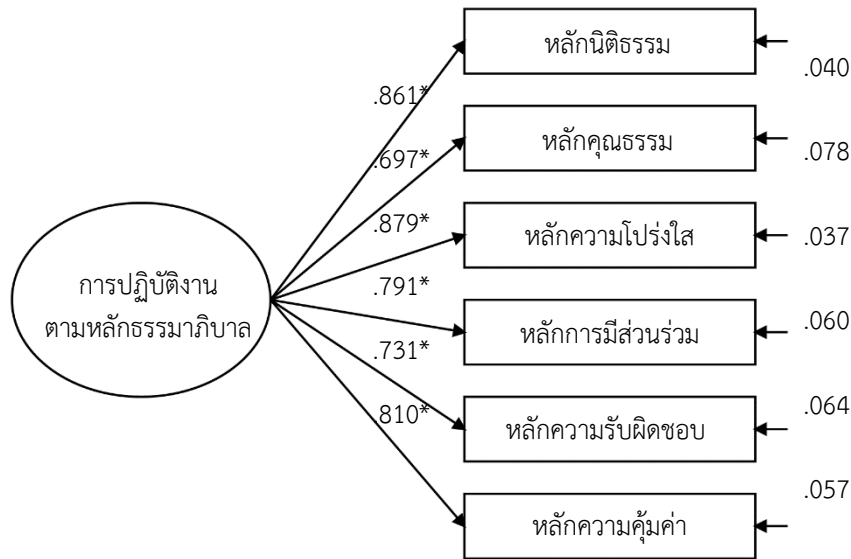 หลักนิติธรรม
.040
.861*
หลักคุณธรรม
.078
.697*
หลักความโปร่งใส
.037
.879*
การปฏิบัติงาน
ตามหลักธรรมาภิบาล
.791*
หลักการมีส่วนร่วม
.060
.731*
หลักความรับผิดชอบ
.064
.810*
หลักความคุ้มค่า
.057